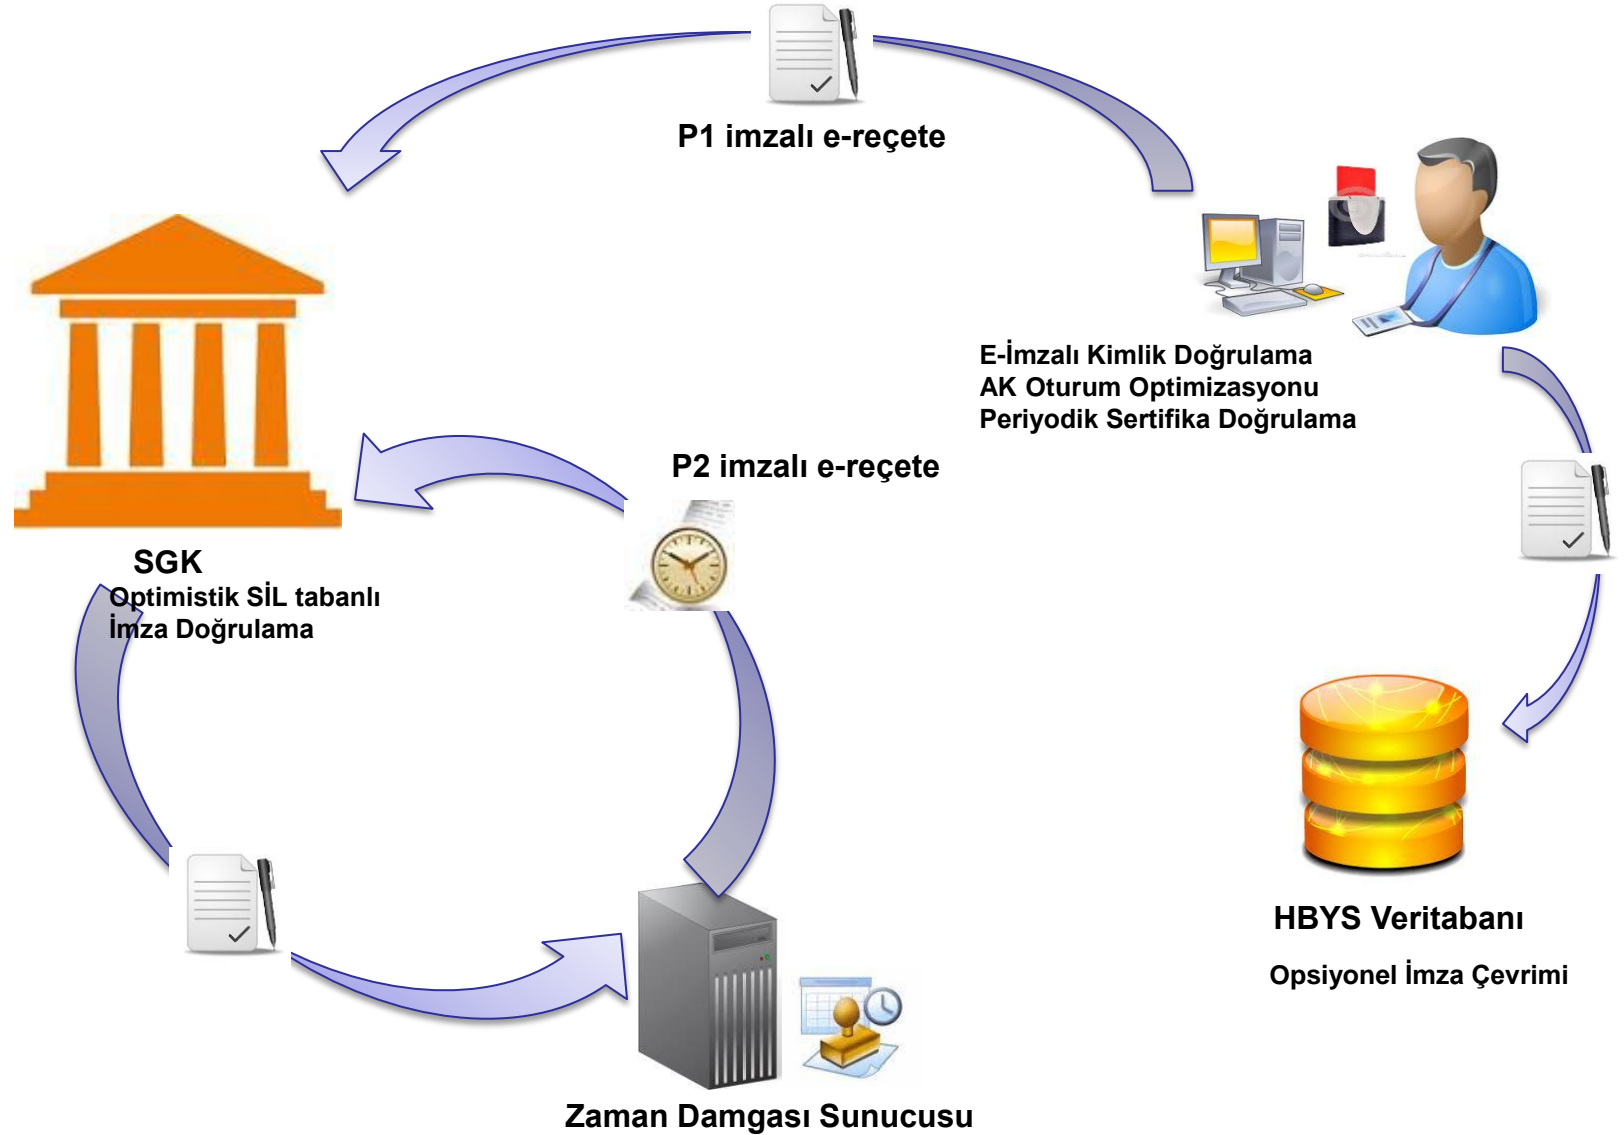 P1 imzalı e-reçete
E-İmzalı Kimlik Doğrulama
AK Oturum Optimizasyonu
Periyodik Sertifika Doğrulama
P2 imzalı e-reçete
SGK
Optimistik SİL tabanlı
İmza Doğrulama
HBYS Veritabanı
Opsiyonel İmza Çevrimi
Zaman Damgası Sunucusu